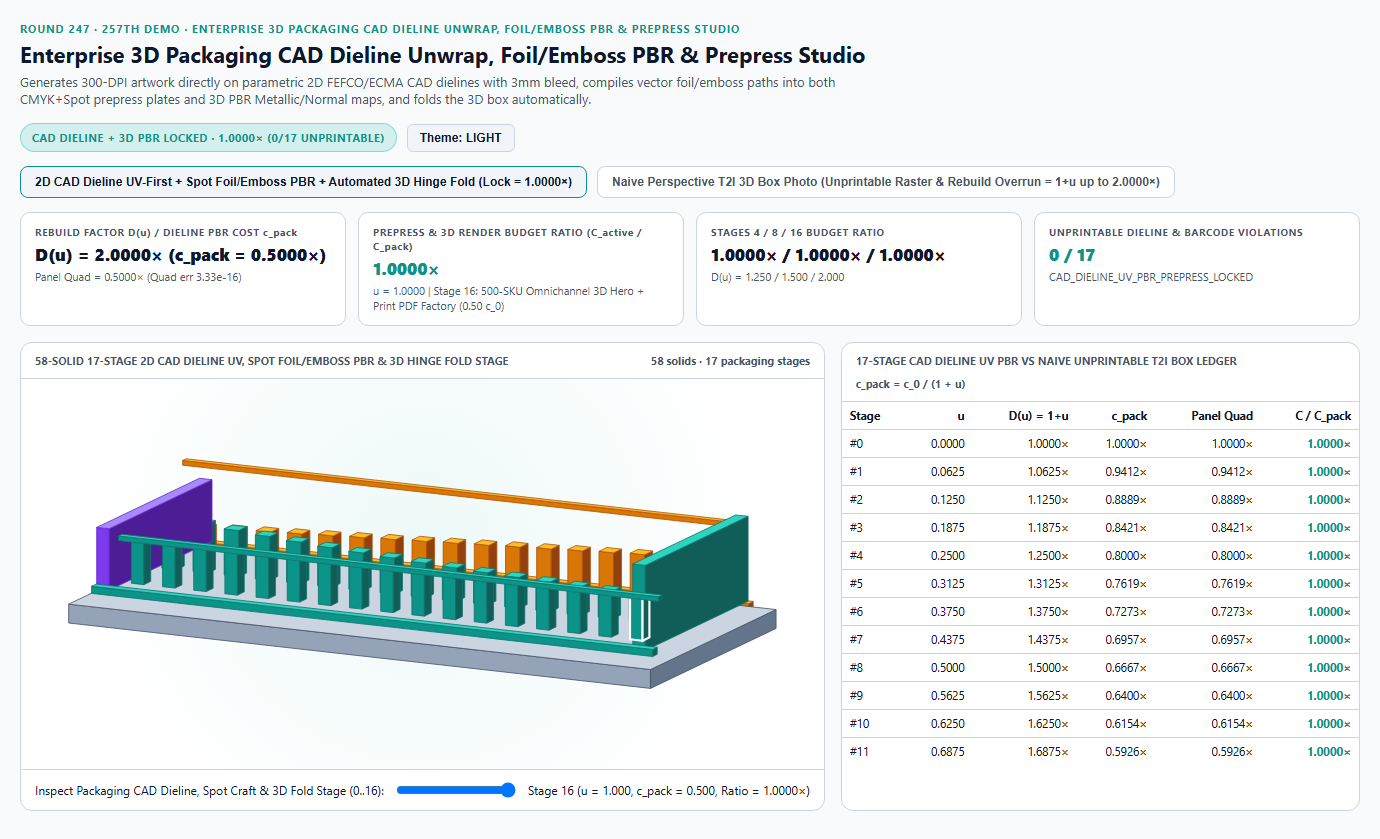 ROUND 247 · 257TH DEMO · ENTERPRISE 3D PACKAGING CAD DIELINE UNWRAP, FOIL/EMBOSS PBR & PREPRESS STUDIO
Enterprise 3D Packaging CAD Dieline Unwrap, Foil/Emboss PBR & Prepress Studio
Generates 300-DPI artwork directly on parametric 2D FEFCO/ECMA CAD dielines with 3mm bleed, compiles vector foil/emboss paths into both
CMYK+Spot prepress plates and 3D PBR Metallic/Normal maps, and folds the 3D box automatically.
CAD DIELINE + 3D PBR LOCKED · 1.0000× (0/17 UNPRINTABLE)
Theme: LIGHT
2D CAD Dieline UV-First + Spot Foil/Emboss PBR + Automated 3D Hinge Fold (Lock = 1.0000×)
Naive Perspective T2I 3D Box Photo (Unprintable Raster & Rebuild Overrun = 1+u up to 2.0000×)
REBUILD FACTOR D(u) / DIELINE PBR COST c_pack
D(u) = 2.0000× (c_pack = 0.5000×)
Panel Quad = 0.5000× (Quad err 3.33e-16)
PREPRESS & 3D RENDER BUDGET RATIO (C_active /
C_pack)
1.0000×
u = 1.0000 | Stage 16: 500-SKU Omnichannel 3D Hero +
Print PDF Factory (0.50 c_0)
STAGES 4 / 8 / 16 BUDGET RATIO
1.0000× / 1.0000× / 1.0000×
D(u) = 1.250 / 1.500 / 2.000
UNPRINTABLE DIELINE & BARCODE VIOLATIONS
0 / 17
CAD_DIELINE_UV_PBR_PREPRESS_LOCKED
58-SOLID 17-STAGE 2D CAD DIELINE UV, SPOT FOIL/EMBOSS PBR & 3D HINGE FOLD STAGE
58 solids · 17 packaging stages
Inspect Packaging CAD Dieline, Spot Craft & 3D Fold Stage (0..16):
Stage 16 (u = 1.000, c_pack = 0.500, Ratio = 1.0000×)
17-STAGE CAD DIELINE UV PBR VS NAIVE UNPRINTABLE T2I BOX LEDGER
c_pack = c_0 / (1 + u)
Stage u D(u) = 1+u c_pack Panel Quad C / C_pack
#0 0.0000 1.0000× 1.0000× 1.0000× 1.0000×
#1 0.0625 1.0625× 0.9412× 0.9412× 1.0000×
#2 0.1250 1.1250× 0.8889× 0.8889× 1.0000×
#3 0.1875 1.1875× 0.8421× 0.8421× 1.0000×
#4 0.2500 1.2500× 0.8000× 0.8000× 1.0000×
#5 0.3125 1.3125× 0.7619× 0.7619× 1.0000×
#6 0.3750 1.3750× 0.7273× 0.7273× 1.0000×
#7 0.4375 1.4375× 0.6957× 0.6957× 1.0000×
#8 0.5000 1.5000× 0.6667× 0.6667× 1.0000×
#9 0.5625 1.5625× 0.6400× 0.6400× 1.0000×
#10 0.6250 1.6250× 0.6154× 0.6154× 1.0000×
#11 0.6875 1.6875× 0.5926× 0.5926× 1.0000×